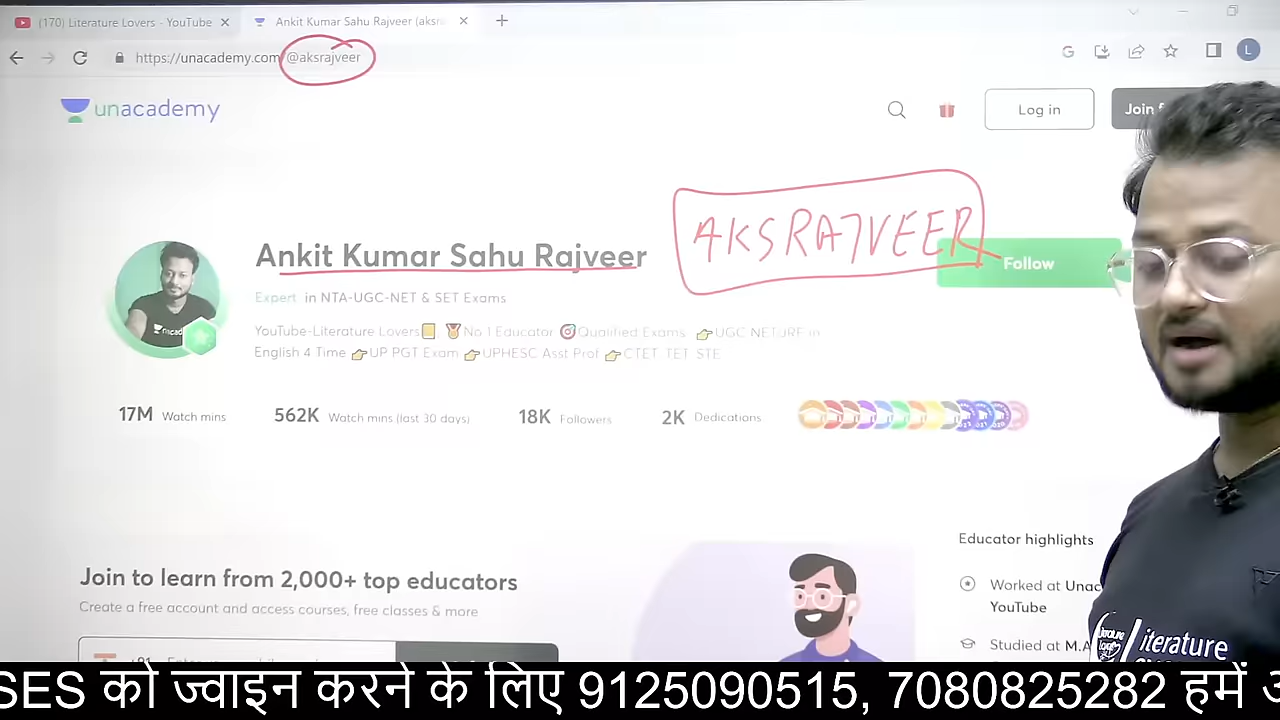 (170) Literature Lovers - YouTube
Ankit Kumar Sahu Rajveer (aksr
https://unacademy.com/@aksrajveer
G
L
unacademy
Log in
Join f
Ankit Kumar Sahu Rajveer
AKSRAJVEER
Follow
Expert in NTA-UGC-NET & SET Exams
YouTube-Literature Lovers📒 🏅No 1 Educator 🎯Qualified Exams 👉UGC NETJRF in
English 4 Time 👉UP PGT Exam 👉UPHESC Asst Prof 👉CTET TET STE
17M Watch mins
562K Watch mins (last 30 days)
18K Followers
2K Dedications
Educator highlights
Join to learn from 2,000+ top educators
Create a free account and access courses, free classes & more
Worked at Unac
YouTube
Studied at M.A
+91
iterature
SES को ज्वाइन करने के लिए 9125090515, 7080825282 हमें